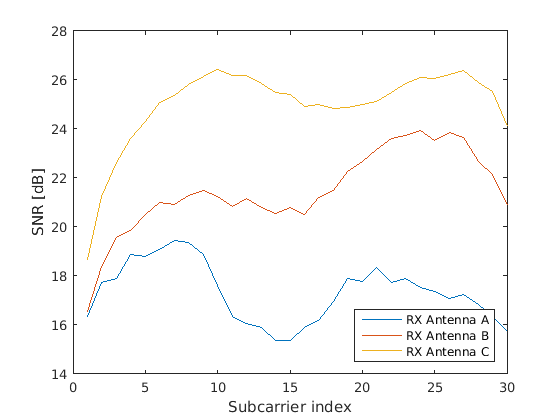 28
26
24
22
20
18
16
14
SNR [dB]
RX Antenna A
RX Antenna B
RX Antenna C
0 5 10 15 20 25 30
Subcarrier index